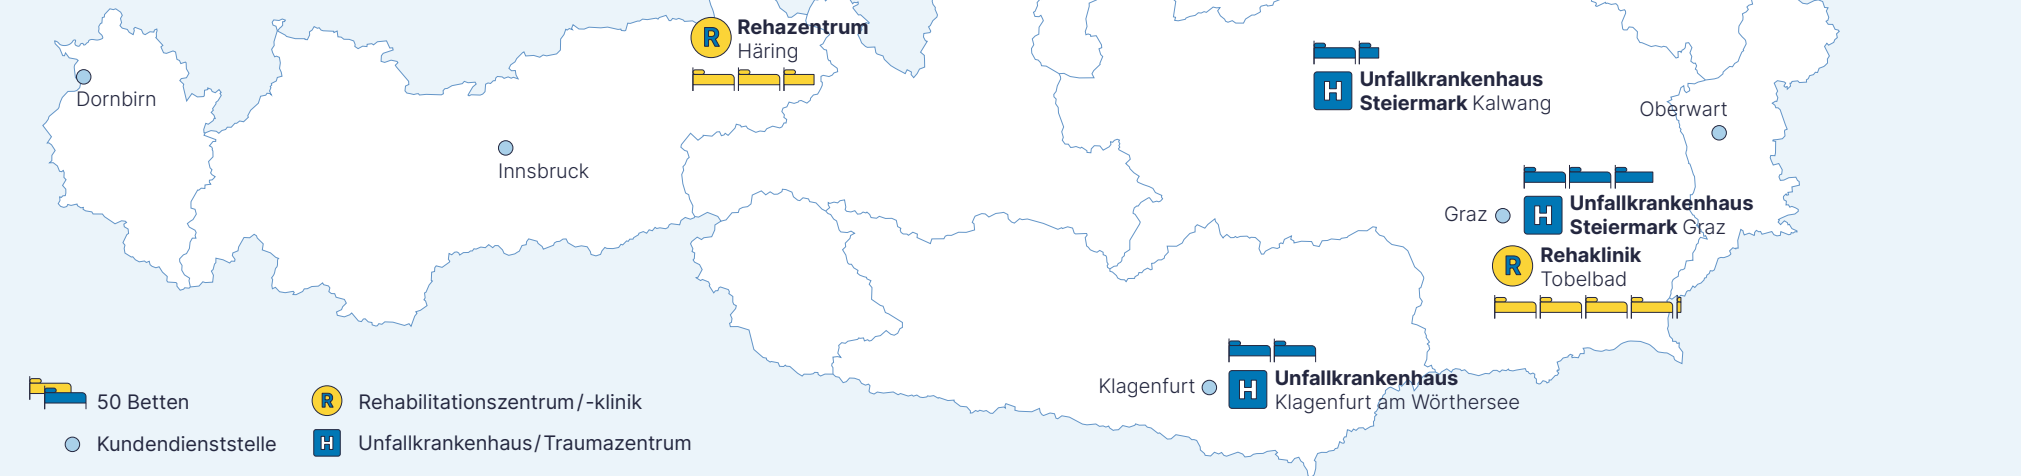 R
Rehazentrum
Häring
Dornbirn
Innsbruck
H
Unfallkrankenhaus
Steiermark Kalwang
Oberwart
Graz
H
Unfallkrankenhaus
Steiermark Graz
R
Rehaklinik
Tobelbad
Klagenfurt
H
Unfallkrankenhaus
Klagenfurt am Wörthersee
50 Betten
R
Rehabilitationszentrum/-klinik
Kundendienststelle
H
Unfallkrankenhaus/Traumazentrum